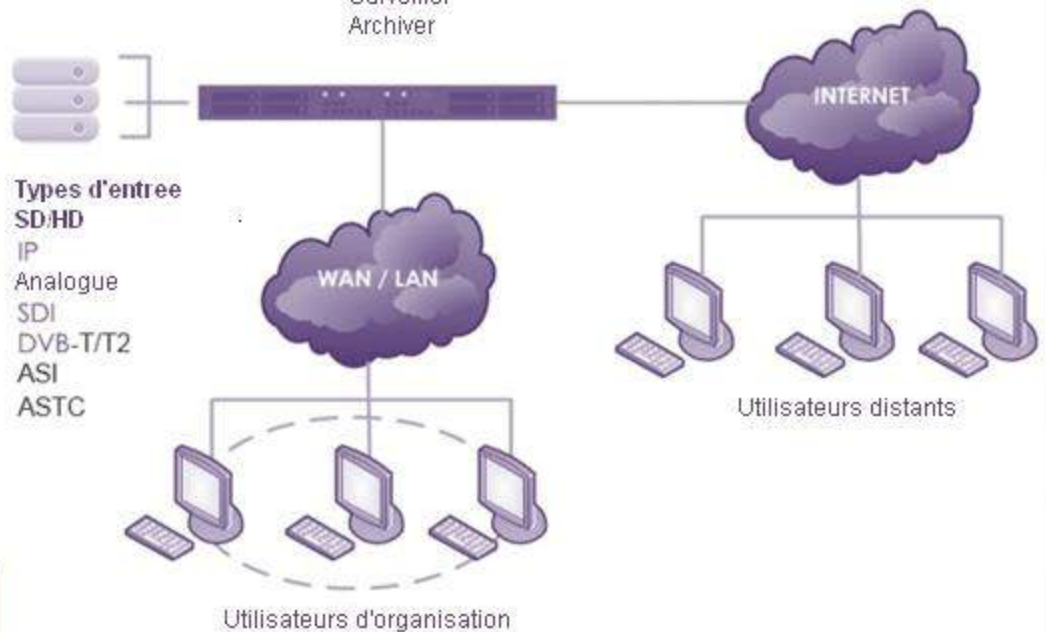 Surveiller
Archiver
INTERNET
Types d'entree
SD/HD
IP
Analogue
SDI
DVB-T/T2
ASI
ASTC
WAN / LAN
Utilisateurs distants
Utilisateurs d'organisation